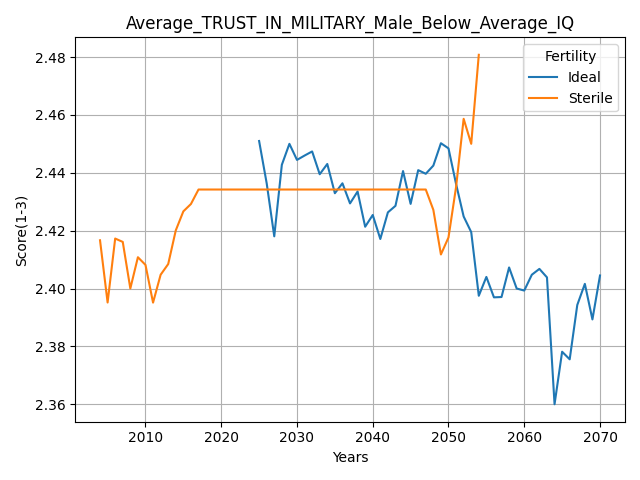 Average_TRUST_IN_MILITARY_Male_Below_Average_IQ
Fertility
Ideal
Sterile
Score(1-3)
2.48
2.46
2.44
2.42
2.40
2.38
2.36
2010 2020 2030 2040 2050 2060 2070
Years